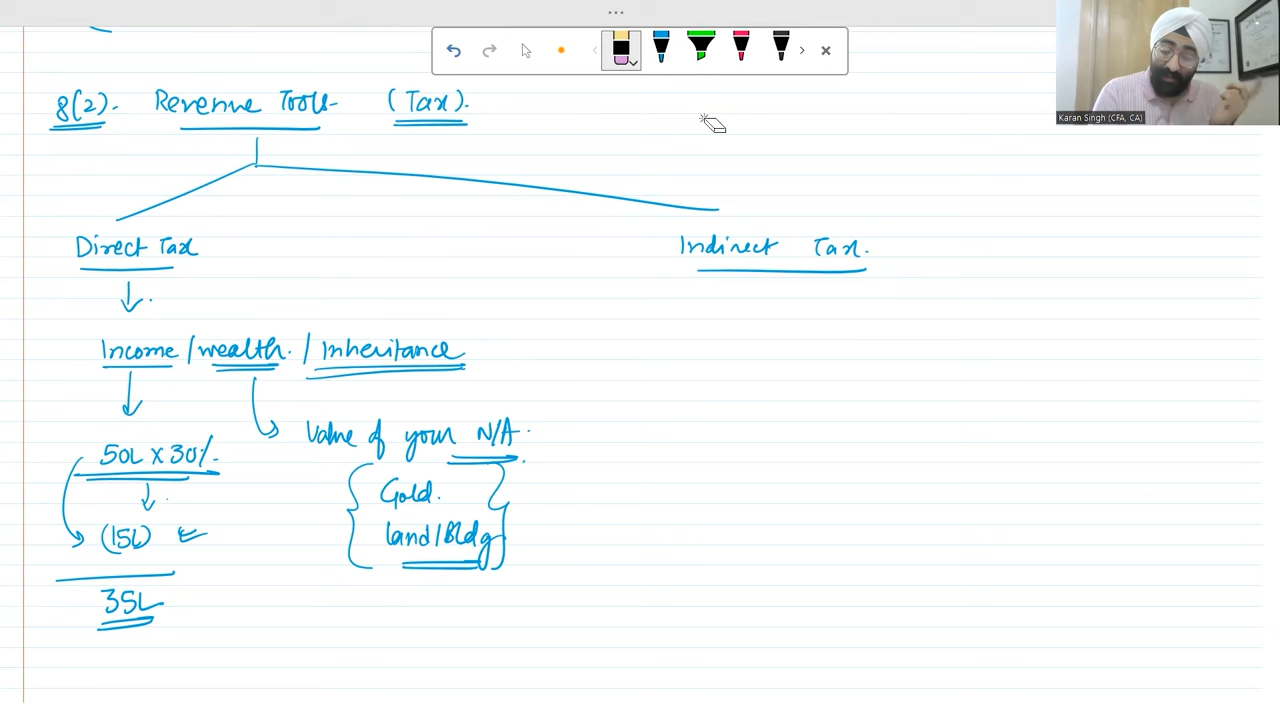 Karan Singh (CFA, CA)
8(2). Revenue Tools- (Tax).
Direct Tax
Indirect Tax.
Income / wealth. / Inheritance
Value of your N/A.
50L X 30%
Gold.
(15L)
land/Bldg
35L